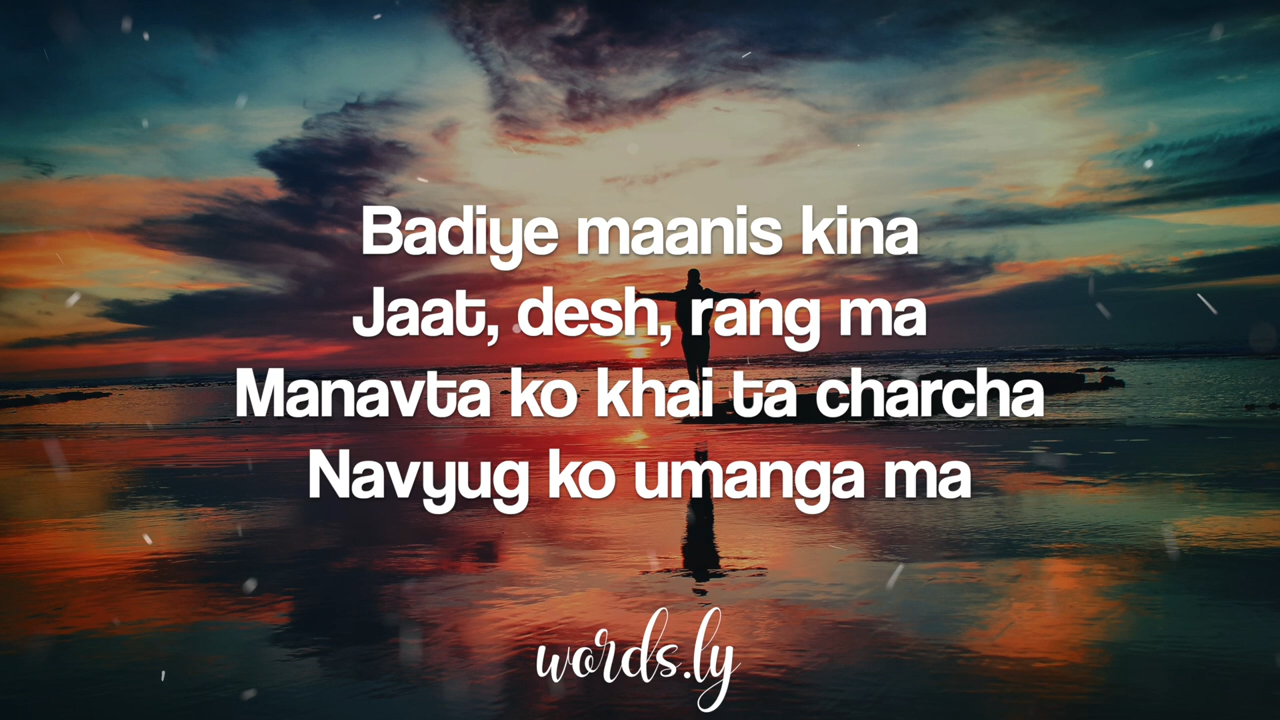 Badiye maanis kina
Jaat, desh, rang ma
Manavta ko khai ta charcha
Navyug ko umanga ma
words.ly